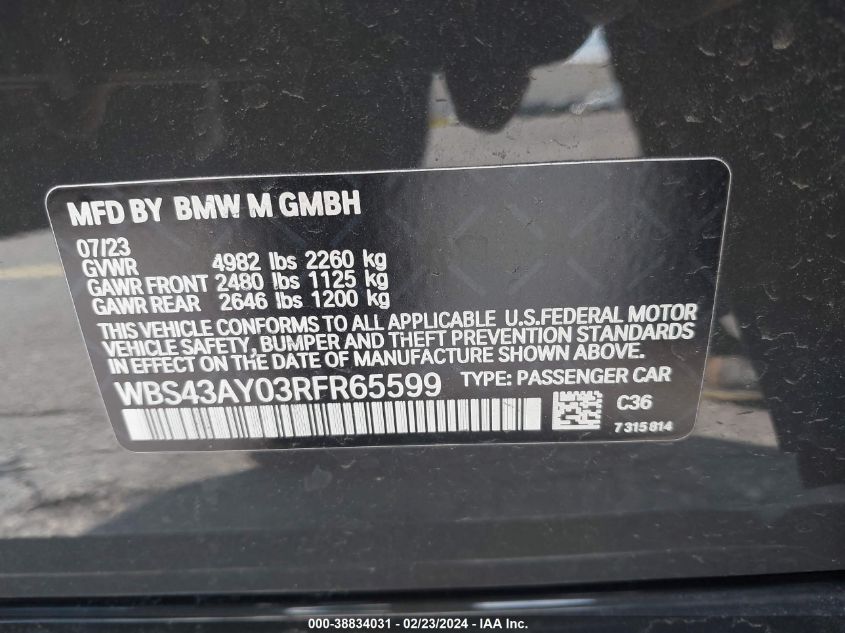 MFD BY BMW M GMBH
07/23
GVWR 4982 lbs 2260 kg
GAWR FRONT 2480 lbs 1125 kg
GAWR REAR 2646 lbs 1200 kg
THIS VEHICLE CONFORMS TO ALL APPLICABLE U.S.FEDERAL MOTOR
VEHICLE SAFETY, BUMPER AND THEFT PREVENTION STANDARDS
IN EFFECT ON THE DATE OF MANUFACTURE SHOWN ABOVE.
WBS43AY03RFR65599 TYPE: PASSENGER CAR
C36
7 315 814
000-38834031 - 02/23/2024 - © IAA Inc.